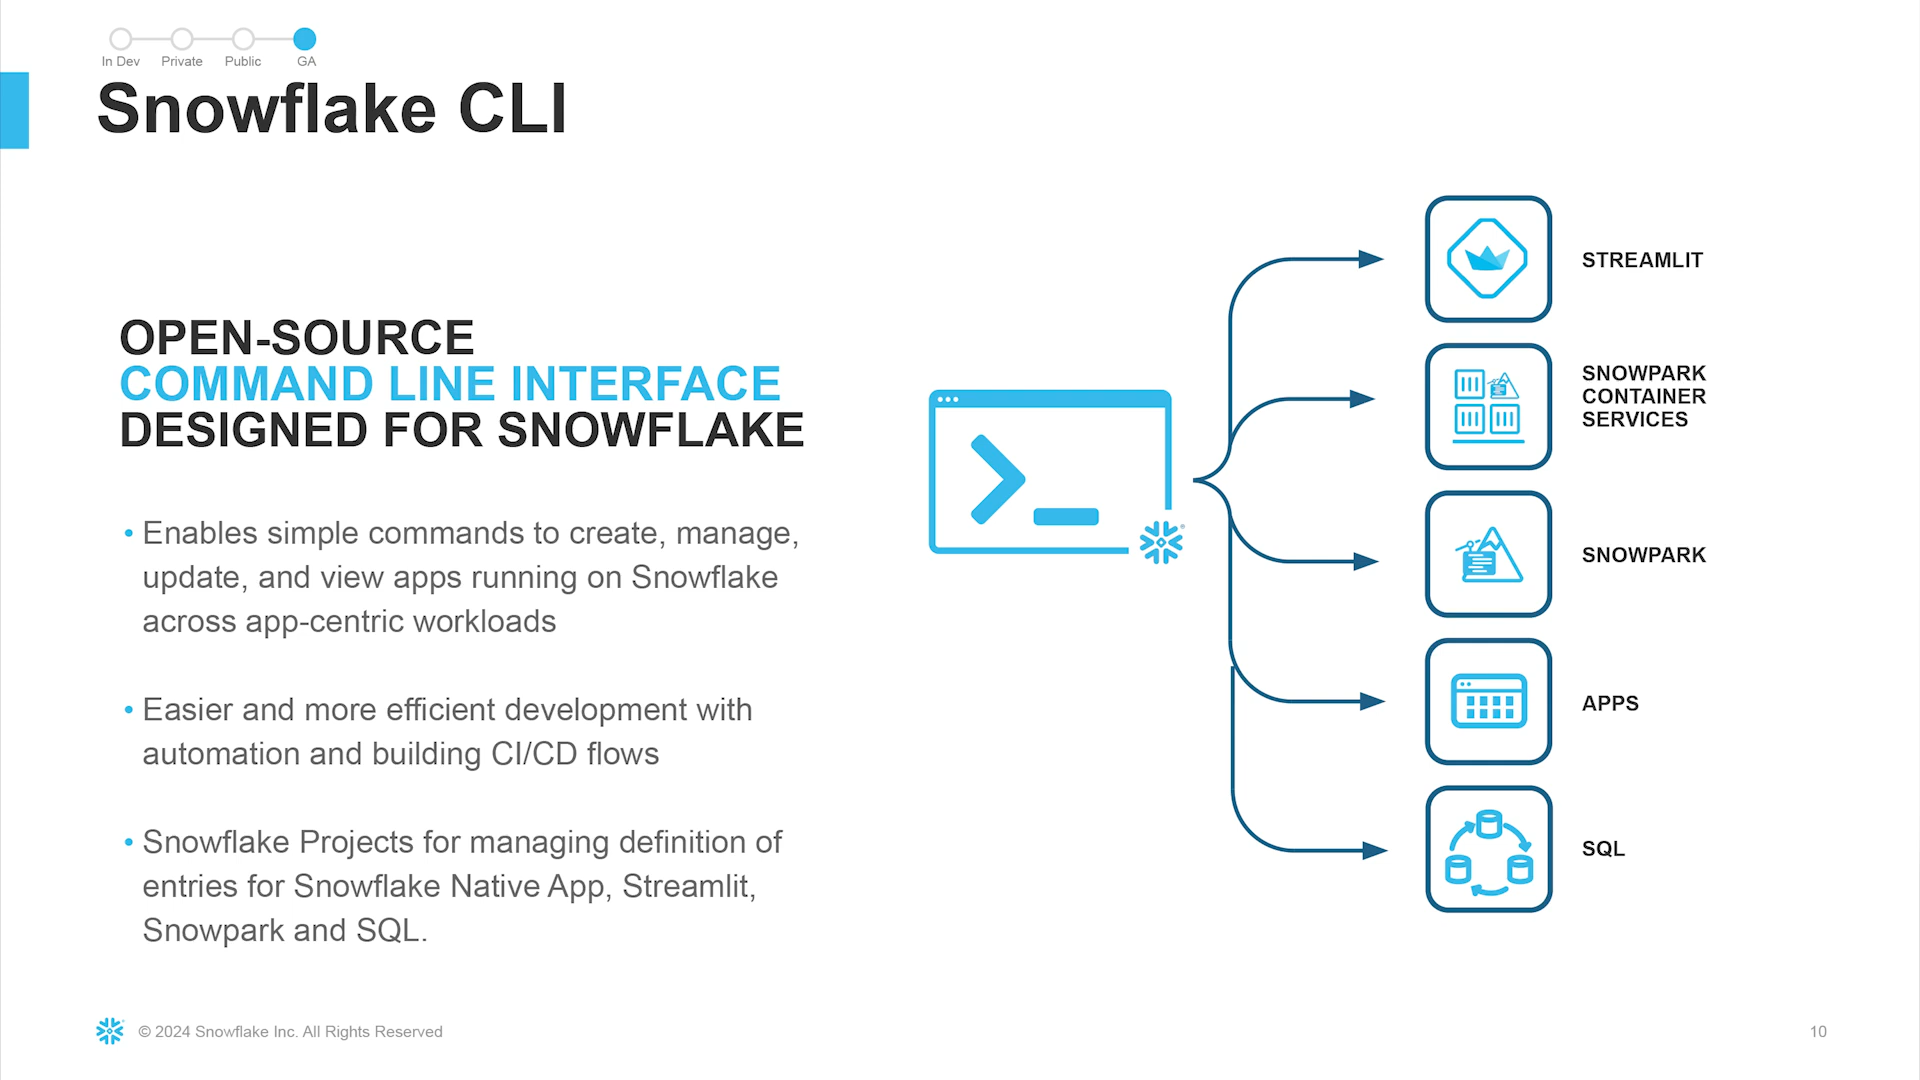 In Dev Private Public GA
Snowflake CLI
OPEN-SOURCE
COMMAND LINE INTERFACE
DESIGNED FOR SNOWFLAKE
• Enables simple commands to create, manage,
update, and view apps running on Snowflake
across app-centric workloads
• Easier and more efficient development with
automation and building CI/CD flows
• Snowflake Projects for managing definition of
entries for Snowflake Native App, Streamlit,
Snowpark and SQL.
STREAMLIT
SNOWPARK
CONTAINER
SERVICES
SNOWPARK
APPS
SQL
© 2024 Snowflake Inc. All Rights Reserved
10